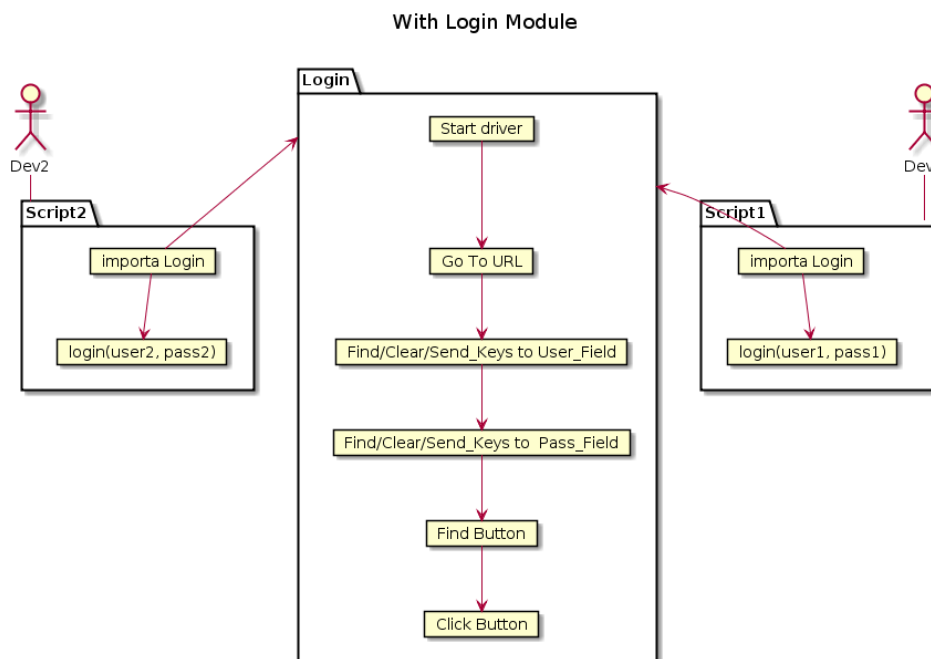 With Login Module
Login
Start driver
Dev2
Dev
Script2
Script1
importa Login
Go To URL
importa Login
login(user2, pass2)
Find/Clear/Send_Keys to User_Field
login(user1, pass1)
Find/Clear/Send_Keys to  Pass_Field
Find Button
Click Button